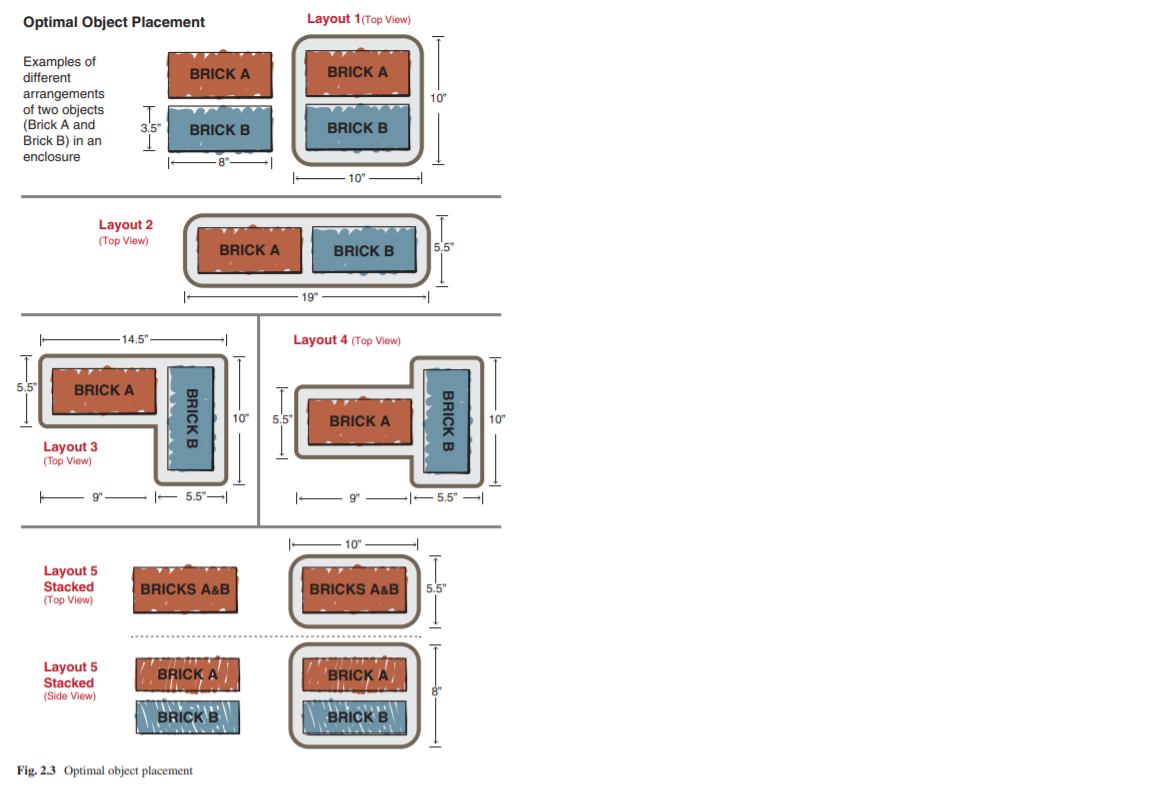 Optimal Object Placement
Layout 1(Top View)
Examples of
different
arrangements
of two objects
(Brick A and
Brick B) in an
enclosure
BRICK A
BRICK B
3.5"
8"
BRICK A
BRICK B
10"
10"
Layout 2
(Top View)
BRICK A
BRICK B
5.5"
19"
14.5"
5.5"
BRICK A
BRICK B
10"
Layout 3
(Top View)
9"
5.5"
Layout 4 (Top View)
5.5"
BRICK A
BRICK B
10"
9"
5.5"
10"
Layout 5
Stacked
(Top View)
BRICKS A&B
BRICKS A&B
5.5"
Layout 5
Stacked
(Side View)
BRICK A
BRICK B
BRICK A
BRICK B
8"
Fig. 2.3 Optimal object placement